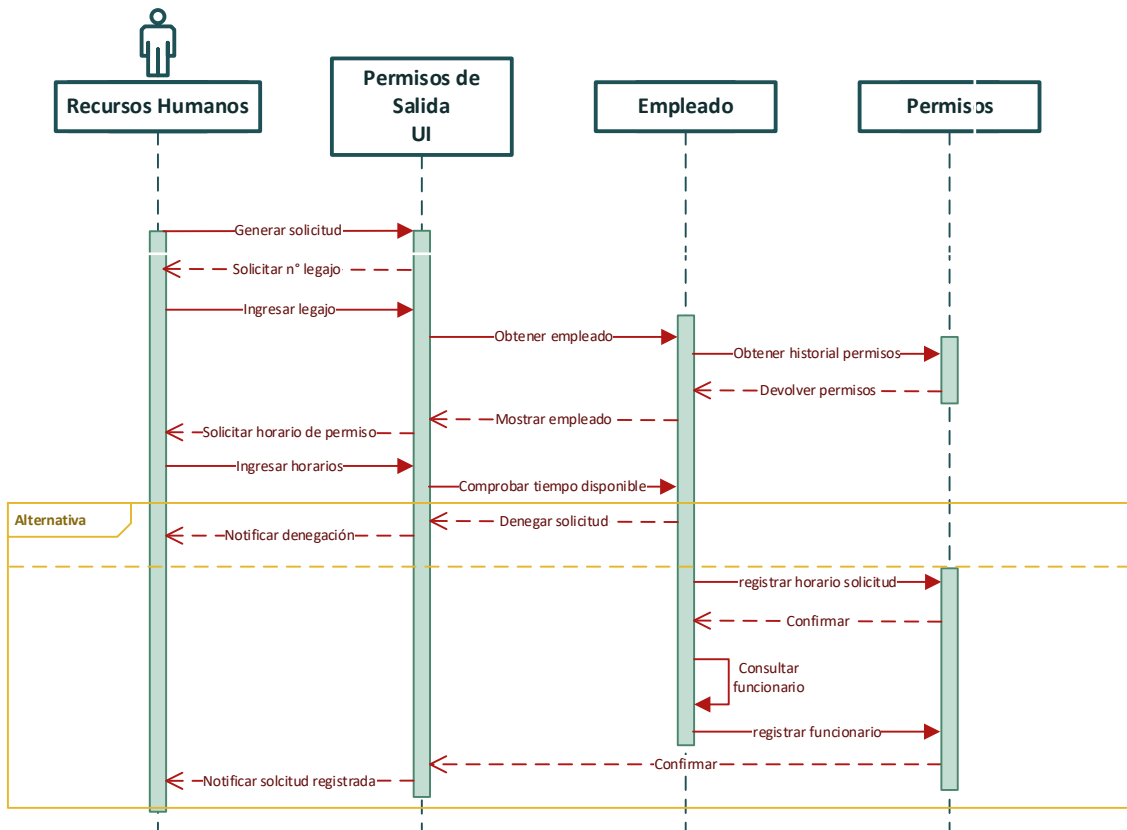 Recursos Humanos
Permisos de
Salida
UI
Empleado
Permisos
Generar solicitud
Solicitar n° legajo
Ingresar legajo
Obtener empleado
Obtener historial permisos
Devolver permisos
Mostrar empleado
Solicitar horario de permiso
Ingresar horarios
Comprobar tiempo disponible
Alternativa
Denegar solicitud
Notificar denegación
registrar horario solicitud
Confirmar
Consultar
funcionario
registrar funcionario
Confirmar
Notificar solcitud registrada